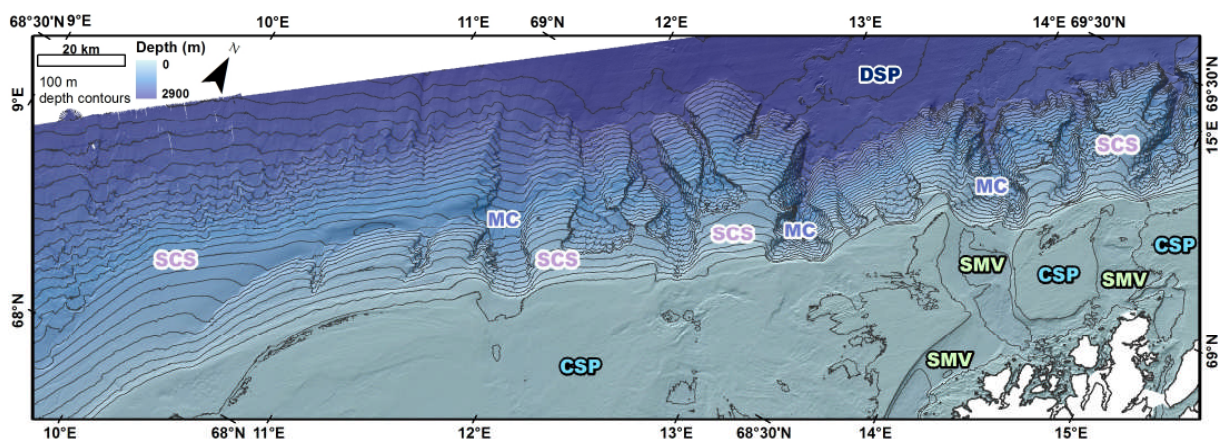 68°30'N 9°E 10°E 11°E 69°N 12°E 13°E 14°E 69°30'N
20 km
N
Depth (m)
0
2900
100 m
depth contours
9°E
68°N
69°30'N
15°E
69°N
DSP
SCS
MC
MC
SCS
MC
SCS
SCS
SMV
CSP
SMV
CSP
SMV
CSP
10°E 68°N 11°E 12°E 13°E 68°30'N 14°E 15°E